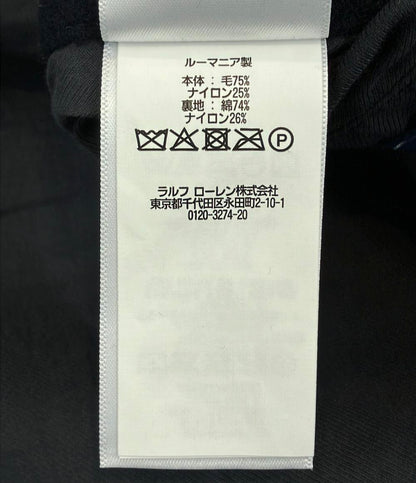 ルーマニア製
本体 : 毛75%
ナイロン25%
裏地 : 綿74%
ナイロン26%
P
ラルフ ローレン株式会社
東京都千代田区永田町2-10-1
0120-3274-20